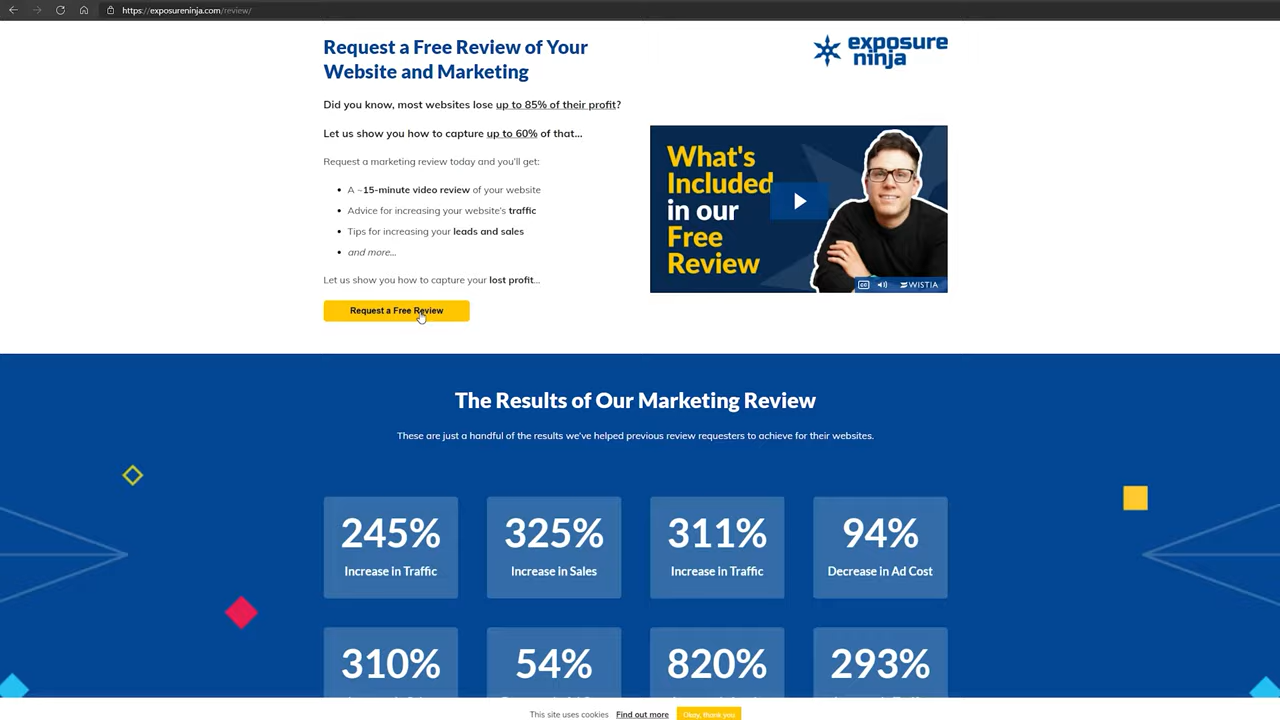 https://exposureninja.com/review/
Request a Free Review of Your
Website and Marketing
exposure
ninja
Did you know, most websites lose up to 85% of their profit?
Let us show you how to capture up to 60% of that...
Request a marketing review today and you'll get:
• A ~15-minute video review of your website
• Advice for increasing your website's traffic
• Tips for increasing your leads and sales
• and more...
Let us show you how to capture your lost profit...
Request a Free Review
What's
Included
in our
Free
Review
CC
WISTIA
The Results of Our Marketing Review
These are just a handful of the results we've helped previous review requesters to achieve for their websites.
245%
Increase in Traffic
325%
Increase in Sales
311%
Increase in Traffic
94%
Decrease in Ad Cost
310%
54%
820%
293%
This site uses cookies Find out more Okay, thank you